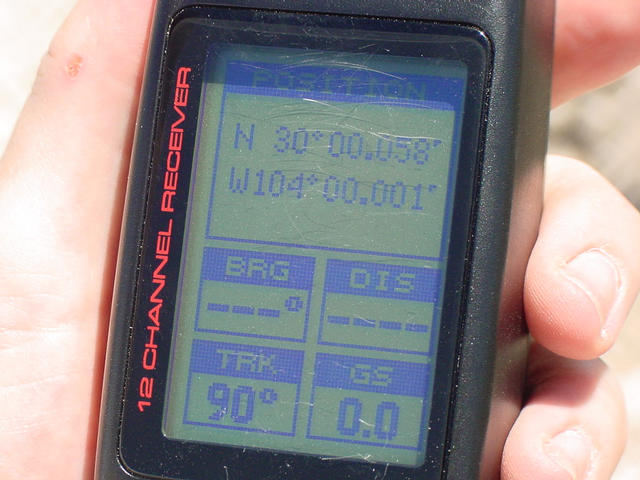 12 CHANNEL RECEIVER
POSITION
N 30°00.058'
W104°00.001'
BRG
DIS
---°
----
TRK
GS
90°
0.0